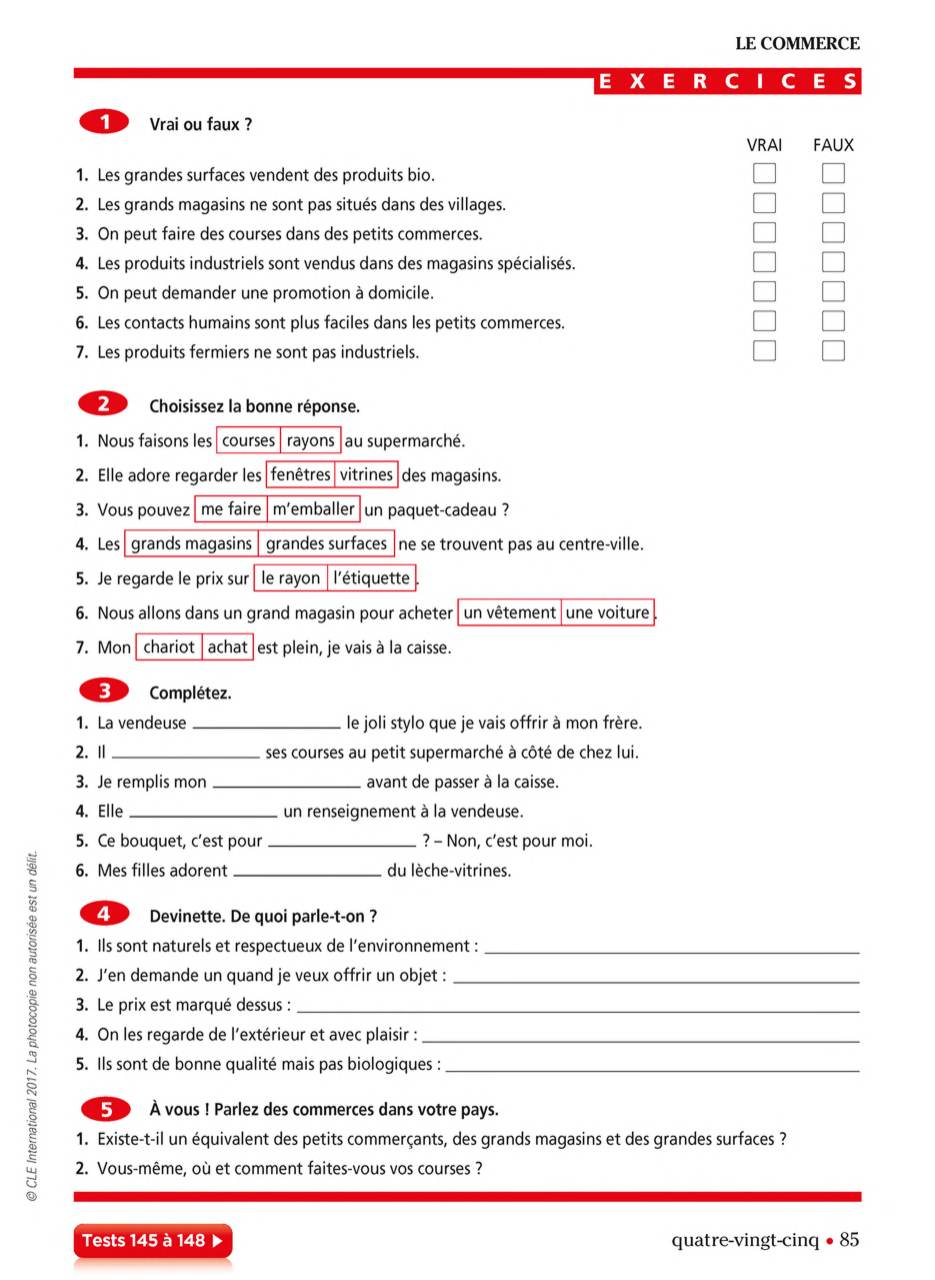 LE COMMERCE
EXERCICES
1 Vrai ou faux ?
VRAI FAUX
1. Les grandes surfaces vendent des produits bio.
2. Les grands magasins ne sont pas situés dans des villages.
3. On peut faire des courses dans des petits commerces.
4. Les produits industriels sont vendus dans des magasins spécialisés.
5. On peut demander une promotion à domicile.
6. Les contacts humains sont plus faciles dans les petits commerces.
7. Les produits fermiers ne sont pas industriels.
2 Choisissez la bonne réponse.
1. Nous faisons les courses rayons au supermarché.
2. Elle adore regarder les fenêtres vitrines des magasins.
3. Vous pouvez me faire m'emballer un paquet-cadeau ?
4. Les grands magasins grandes surfaces ne se trouvent pas au centre-ville.
5. Je regarde le prix sur le rayon l'étiquette.
6. Nous allons dans un grand magasin pour acheter un vêtement une voiture.
7. Mon chariot achat est plein, je vais à la caisse.
3 Complétez.
1. La vendeuse ________________ le joli stylo que je vais offrir à mon frère.
2. Il ________________ ses courses au petit supermarché à côté de chez lui.
3. Je remplis mon ________________ avant de passer à la caisse.
4. Elle ________________ un renseignement à la vendeuse.
5. Ce bouquet, c'est pour ________________ ? – Non, c'est pour moi.
6. Mes filles adorent ________________ du lèche-vitrines.
4 Devinette. De quoi parle-t-on ?
1. Ils sont naturels et respectueux de l'environnement : ________________
2. J'en demande un quand je veux offrir un objet : ________________
3. Le prix est marqué dessus : ________________
4. On les regarde de l'extérieur et avec plaisir : ________________
5. Ils sont de bonne qualité mais pas biologiques : ________________
5 À vous ! Parlez des commerces dans votre pays.
1. Existe-t-il un équivalent des petits commerçants, des grands magasins et des grandes surfaces ?
2. Vous-même, où et comment faites-vous vos courses ?
© CLE International 2017. La photocopie non autorisée est un délit.
Tests 145 à 148
quatre-vingt-cinq • 85